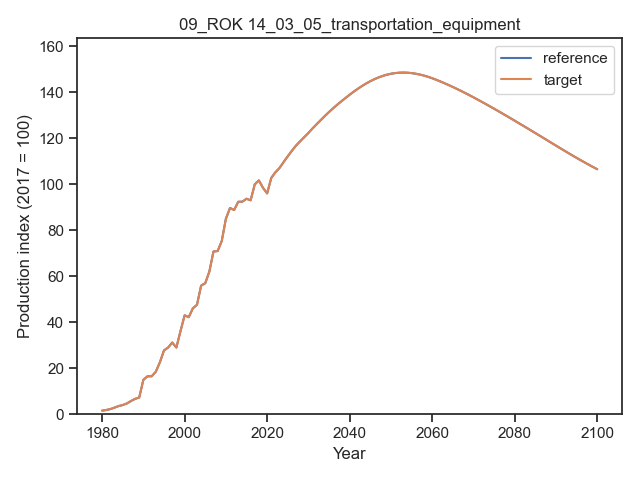 09_ROK 14_03_05_transportation_equipment
160
140
120
100
80
60
40
20
0
Production index (2017 = 100)
reference
target
1980 2000 2020 2040 2060 2080 2100
Year